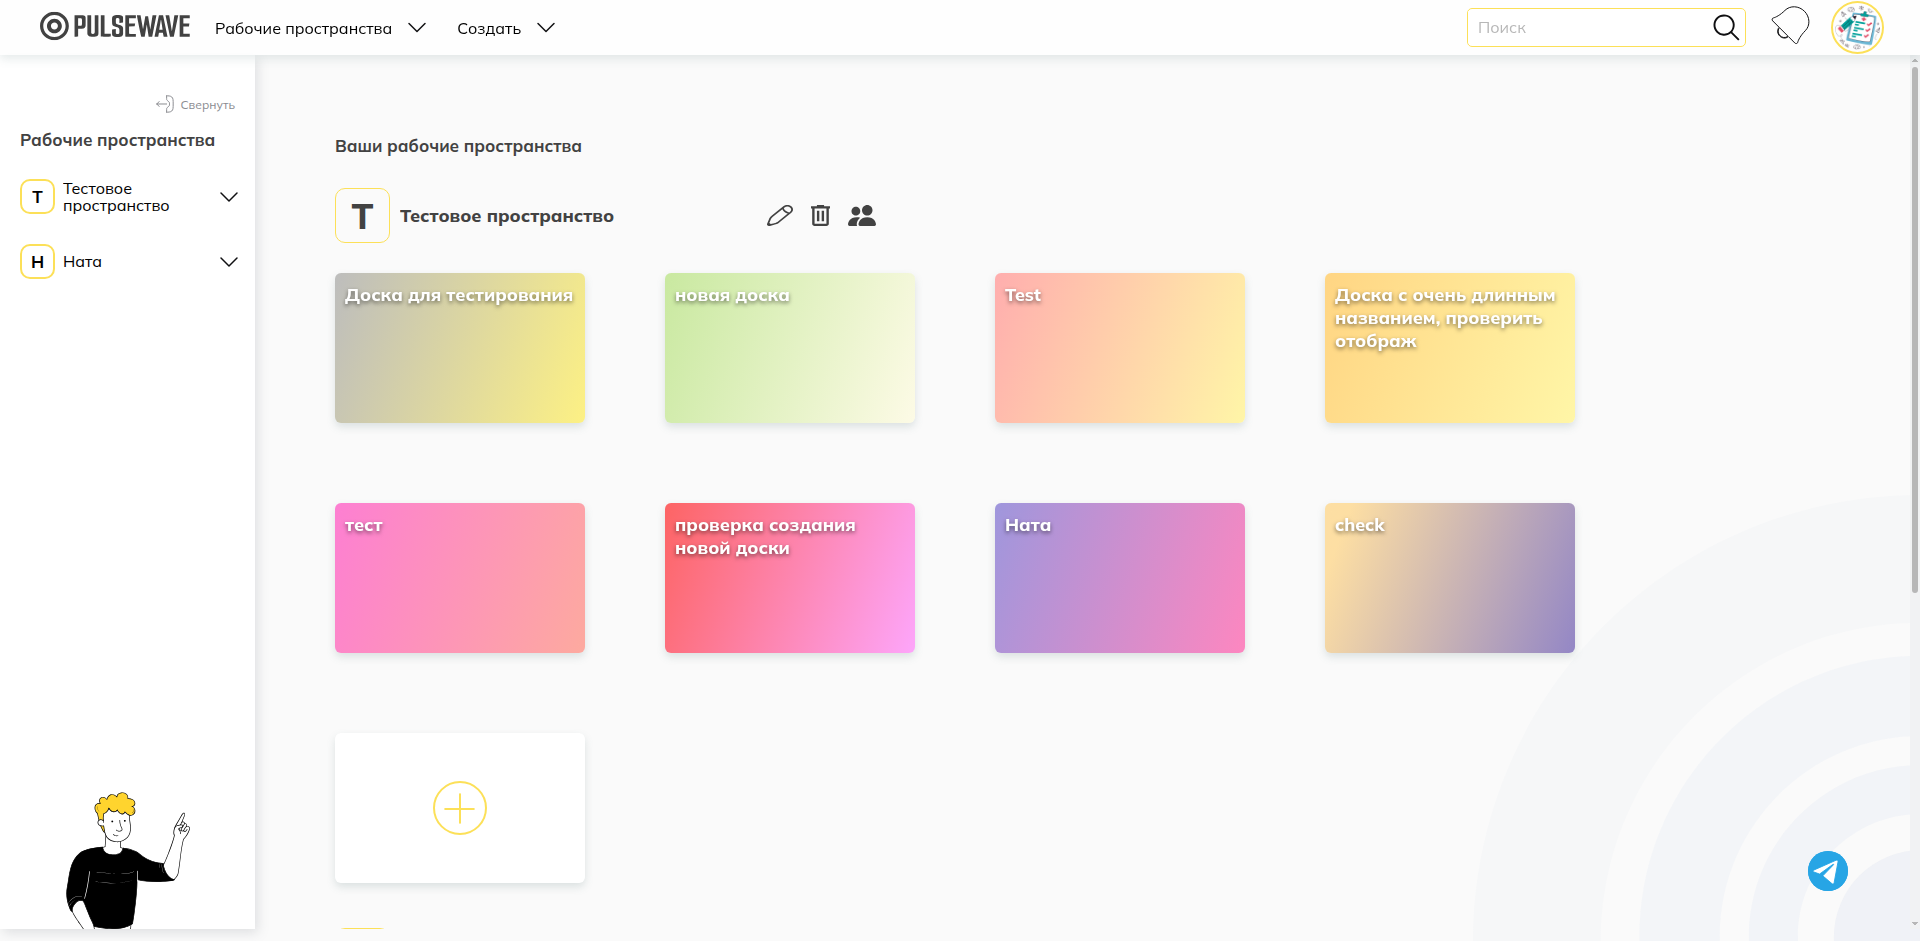 PULSEWAVE
Рабочие пространства
Создать
Поиск
Свернуть
Рабочие пространства
Т
Тестовое
пространство
Н
Ната
Ваши рабочие пространства
Т
Тестовое пространство
Доска для тестирования
новая доска
Test
Доска с очень длинным
названием, проверить
отображ
тест
проверка создания
новой доски
Ната
check